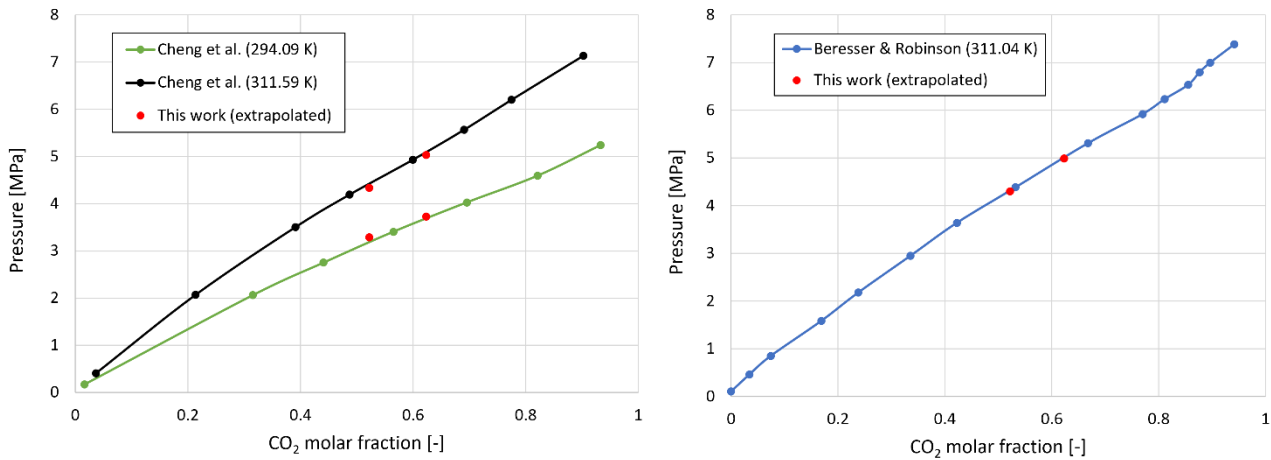 8
7
6
5
4
3
2
1
0
Pressure [MPa]
Cheng et al. (294.09 K)
Cheng et al. (311.59 K)
This work (extrapolated)
0 0.2 0.4 0.6 0.8 1
CO₂ molar fraction [-]
8
7
6
5
4
3
2
1
0
Pressure [MPa]
Beresser & Robinson (311.04 K)
This work (extrapolated)
0 0.2 0.4 0.6 0.8 1
CO₂ molar fraction [-]